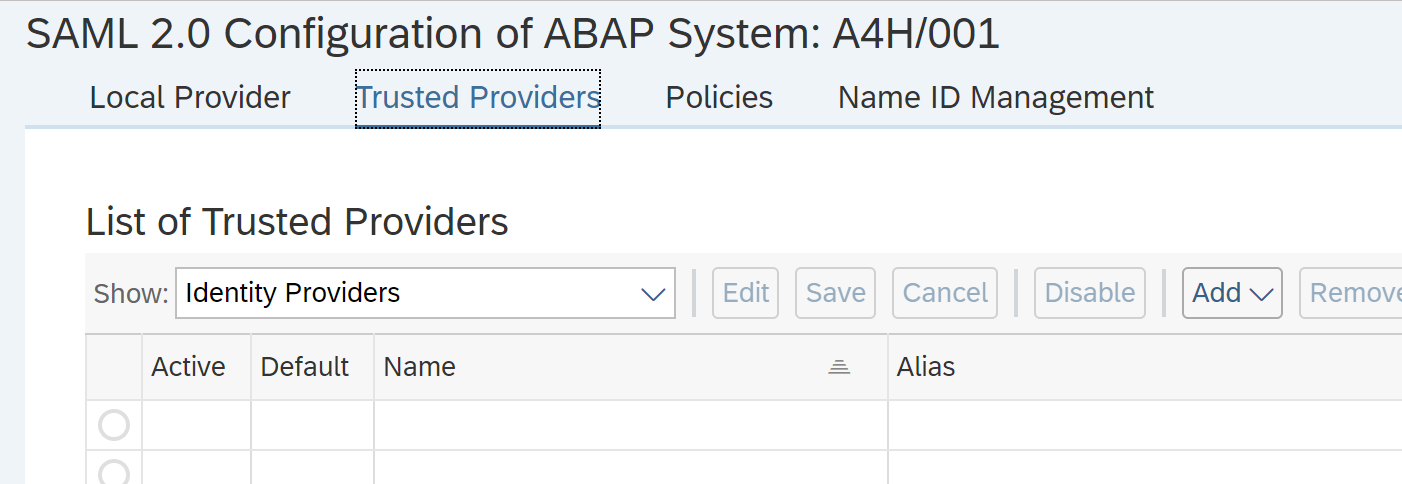 SAML 2.0 Configuration of ABAP System: A4H/001
Local Provider Trusted Providers Policies Name ID Management
List of Trusted Providers
Show: Identity Providers Edit Save Cancel Disable Add Remove
Active Default Name Alias